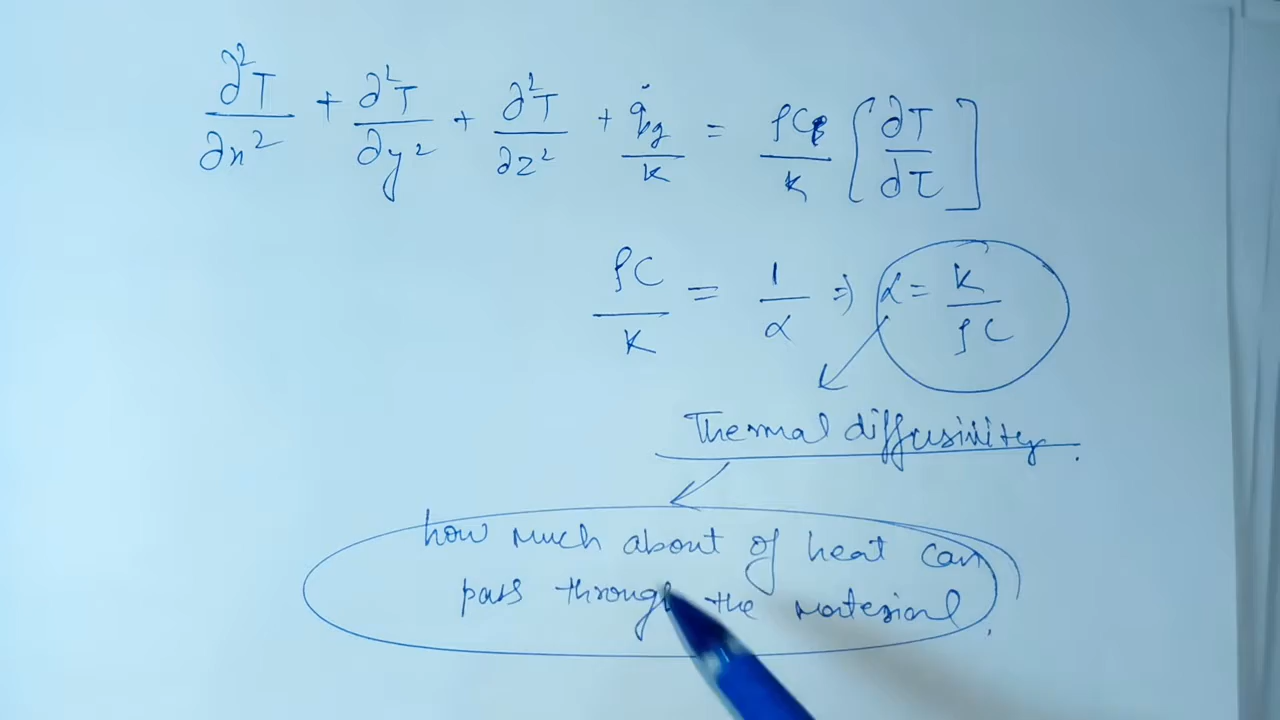 ∂²T/∂x² + ∂²T/∂y² + ∂²T/∂z² + q̇g/K = ρC/K [∂T/∂τ]
ρC/K = 1/α ⇒ α = K/ρC
Thermal diffusivity.
how much about of heat can
pass through the material.